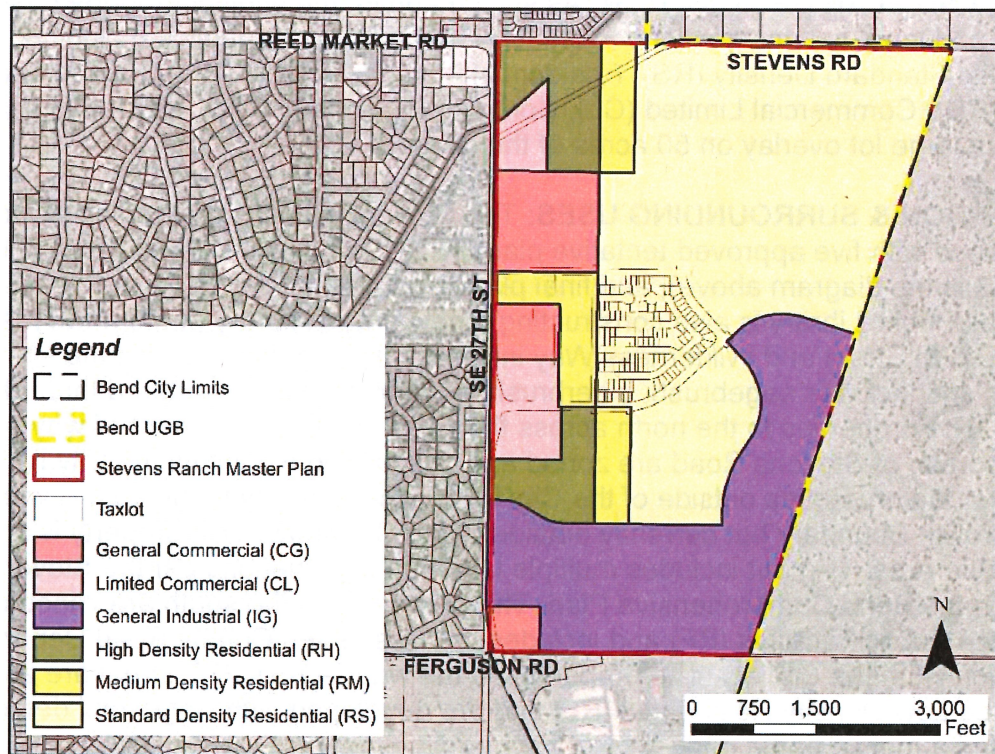 REED MARKET RD
STEVENS RD
SE 27TH ST
FERGUSON RD
Legend
Bend City Limits
Bend UGB
Stevens Ranch Master Plan
Taxlot
General Commercial (CG)
Limited Commercial (CL)
General Industrial (IG)
High Density Residential (RH)
Medium Density Residential (RM)
Standard Density Residential (RS)
N
0 750 1,500 3,000
Feet